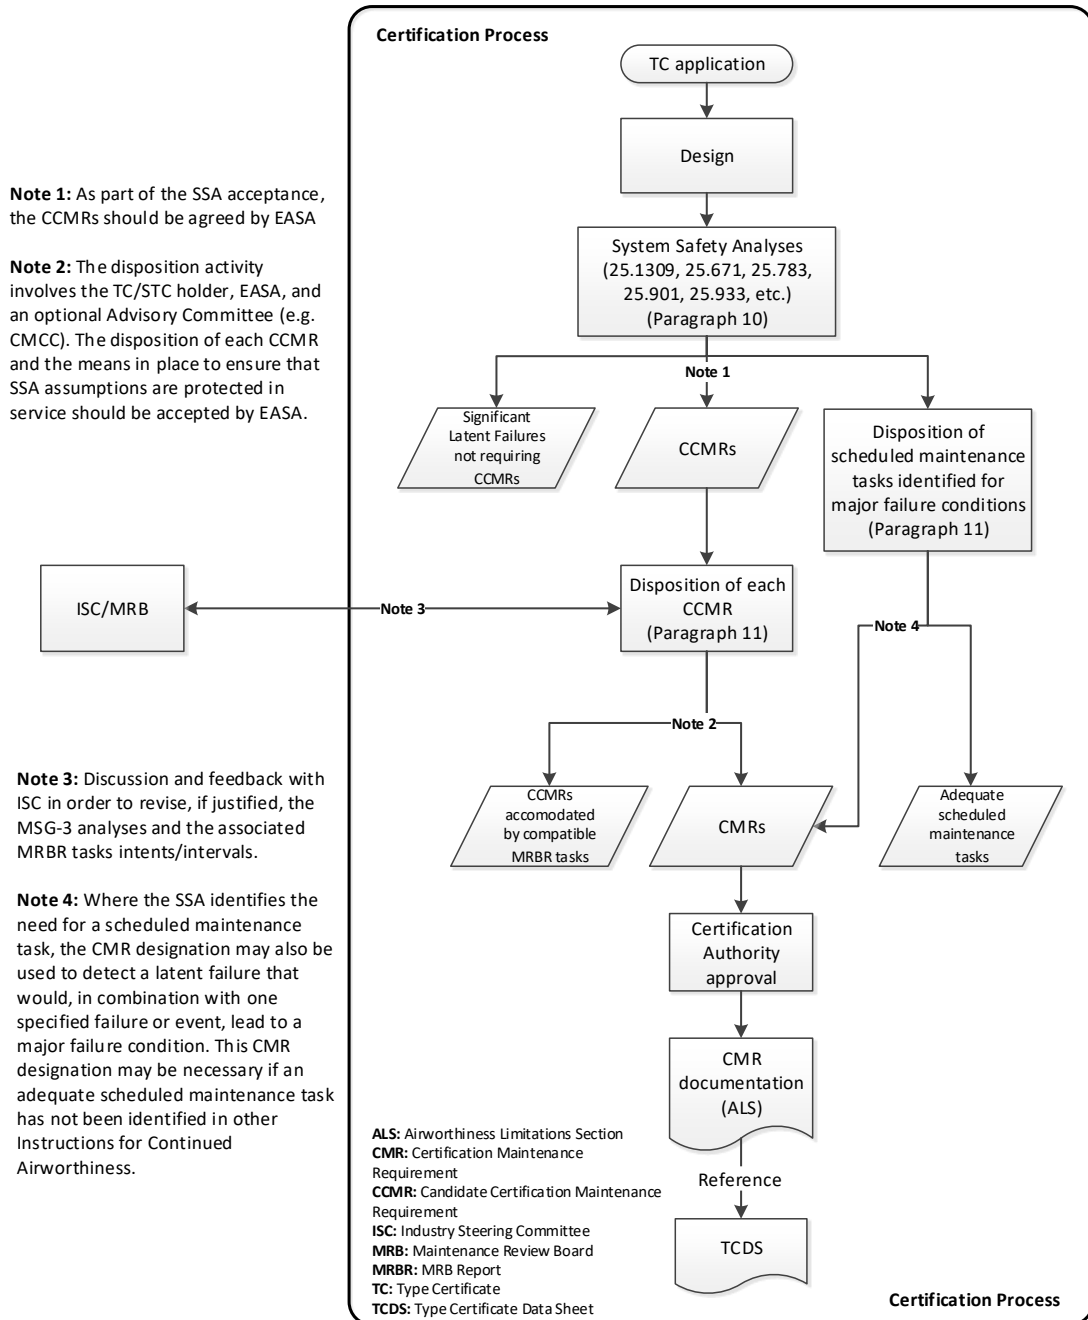 Certification Process
TC application
Design
Note 1: As part of the SSA acceptance,
the CCMRs should be agreed by EASA
Note 2: The disposition activity
involves the TC/STC holder, EASA, and
an optional Advisory Committee (e.g.
CMCC). The disposition of each CCMR
and the means in place to ensure that
SSA assumptions are protected in
service should be accepted by EASA.
System Safety Analyses
(25.1309, 25.671, 25.783,
25.901, 25.933, etc.)
(Paragraph 10)
Note 1
Significant
Latent Failures
not requiring
CCMRs
CCMRs
Disposition of
scheduled maintenance
tasks identified for
major failure conditions
(Paragraph 11)
ISC/MRB
Note 3
Disposition of each
CCMR
(Paragraph 11)
Note 4
Note 2
Note 3: Discussion and feedback with
ISC in order to revise, if justified, the
MSG-3 analyses and the associated
MRBR tasks intents/intervals.
Note 4: Where the SSA identifies the
need for a scheduled maintenance
task, the CMR designation may also be
used to detect a latent failure that
would, in combination with one
specified failure or event, lead to a
major failure condition. This CMR
designation may be necessary if an
adequate scheduled maintenance task
has not been identified in other
Instructions for Continued
Airworthiness.
CCMRs
accomodated
by compatible
MRBR tasks
CMRs
Adequate
scheduled
maintenance
tasks
Certification
Authority
approval
CMR
documentation
(ALS)
Reference
TCDS
ALS: Airworthiness Limitations Section
CMR: Certification Maintenance
Requirement
CCMR: Candidate Certification Maintenance
Requirement
ISC: Industry Steering Committee
MRB: Maintenance Review Board
MRBR: MRB Report
TC: Type Certificate
TCDS: Type Certificate Data Sheet
Certification Process